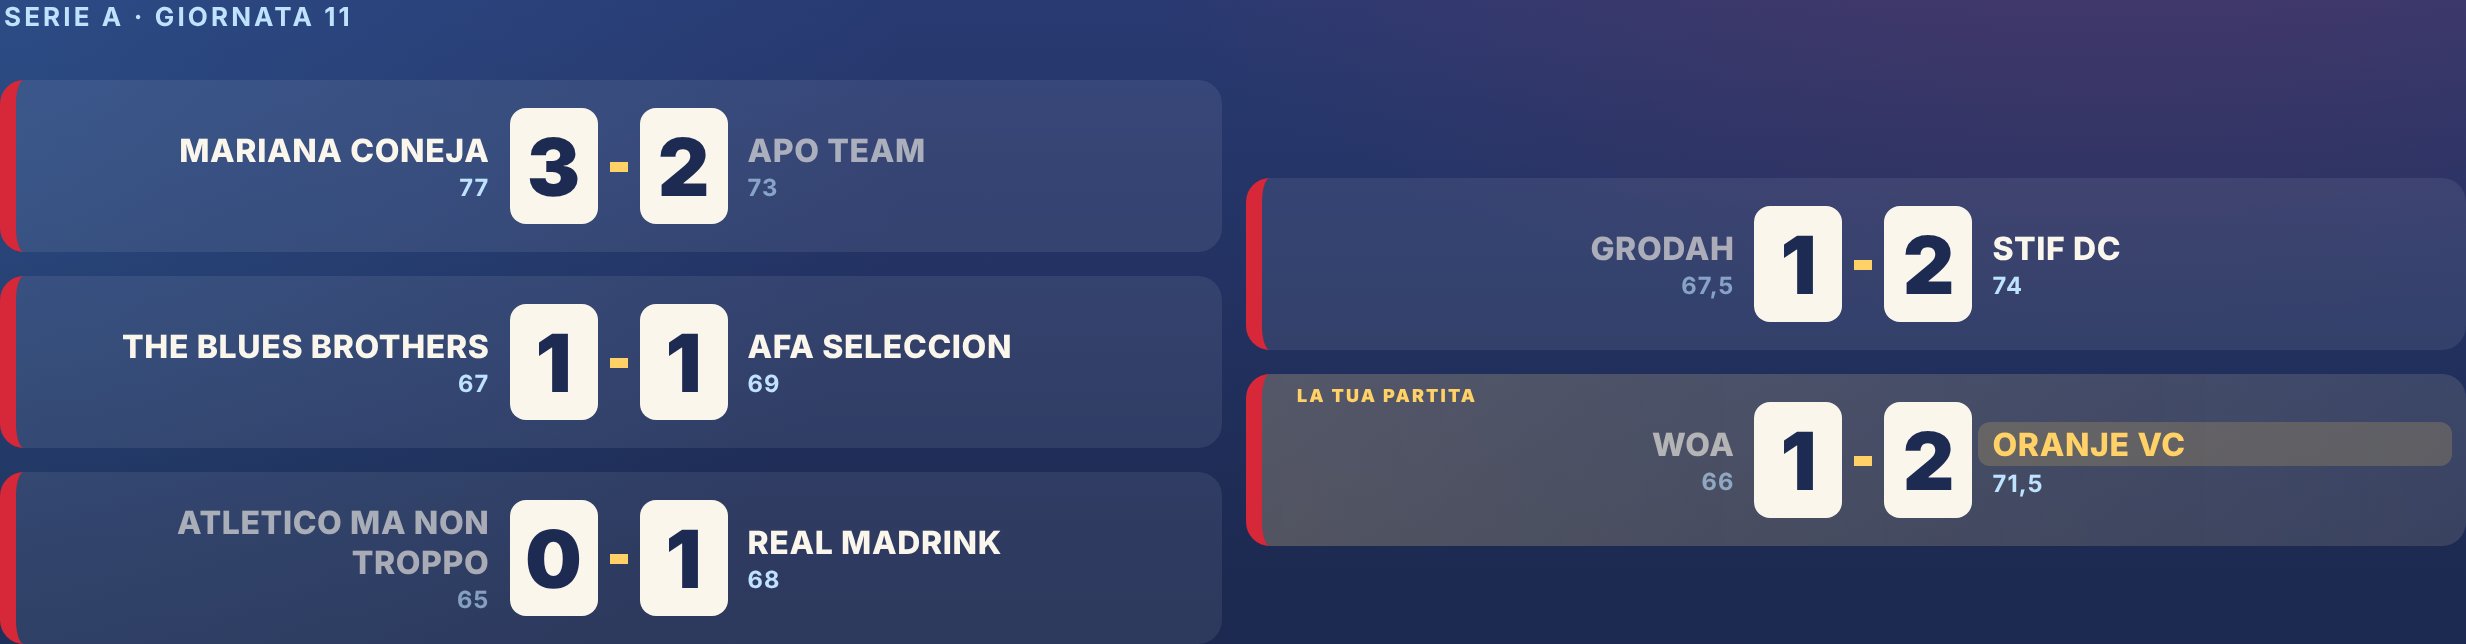 SERIE A · GIORNATA 11
MARIANA CONEJA 3 - 2 APO TEAM
77 73
THE BLUES BROTHERS 1 - 1 AFA SELECCION
67 69
ATLETICO MA NON
TROPPO 0 - 1 REAL MADRINK
65 68
GRODAH 1 - 2 STIF DC
67,5 74
LA TUA PARTITA
WOA 1 - 2 ORANJE VC
66 71,5